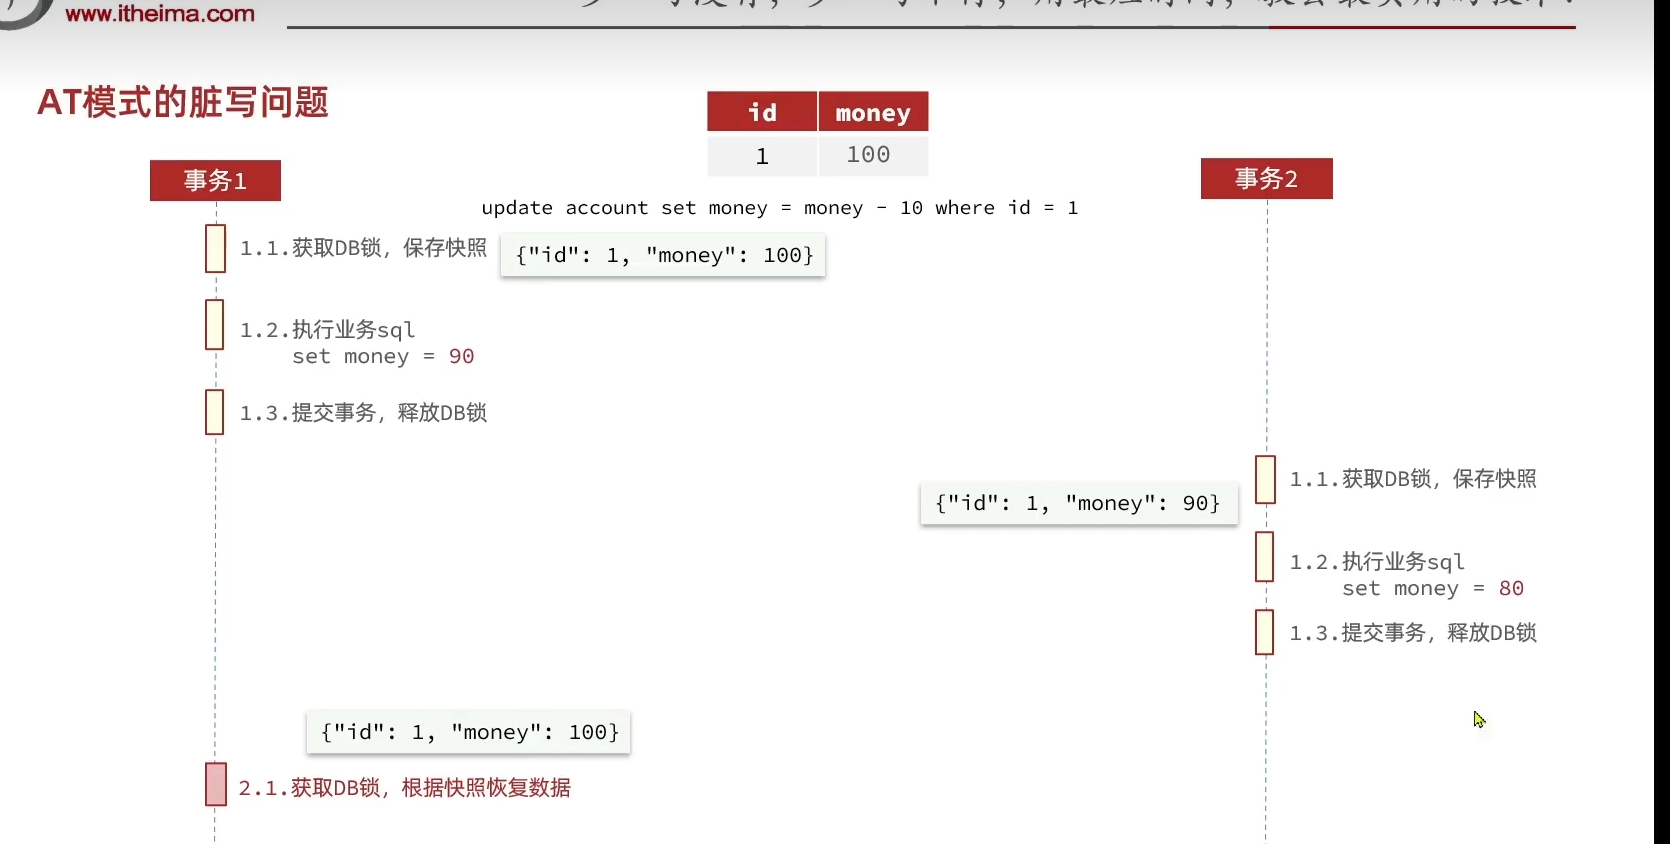 www.itheima.com
AT模式的脏写问题
id money
1 100
事务1
事务2
update account set money = money - 10 where id = 1
1.1.获取DB锁，保存快照
{"id": 1, "money": 100}
1.2.执行业务sql
set money = 90
1.3.提交事务，释放DB锁
1.1.获取DB锁，保存快照
{"id": 1, "money": 90}
1.2.执行业务sql
set money = 80
1.3.提交事务，释放DB锁
{"id": 1, "money": 100}
2.1.获取DB锁，根据快照恢复数据